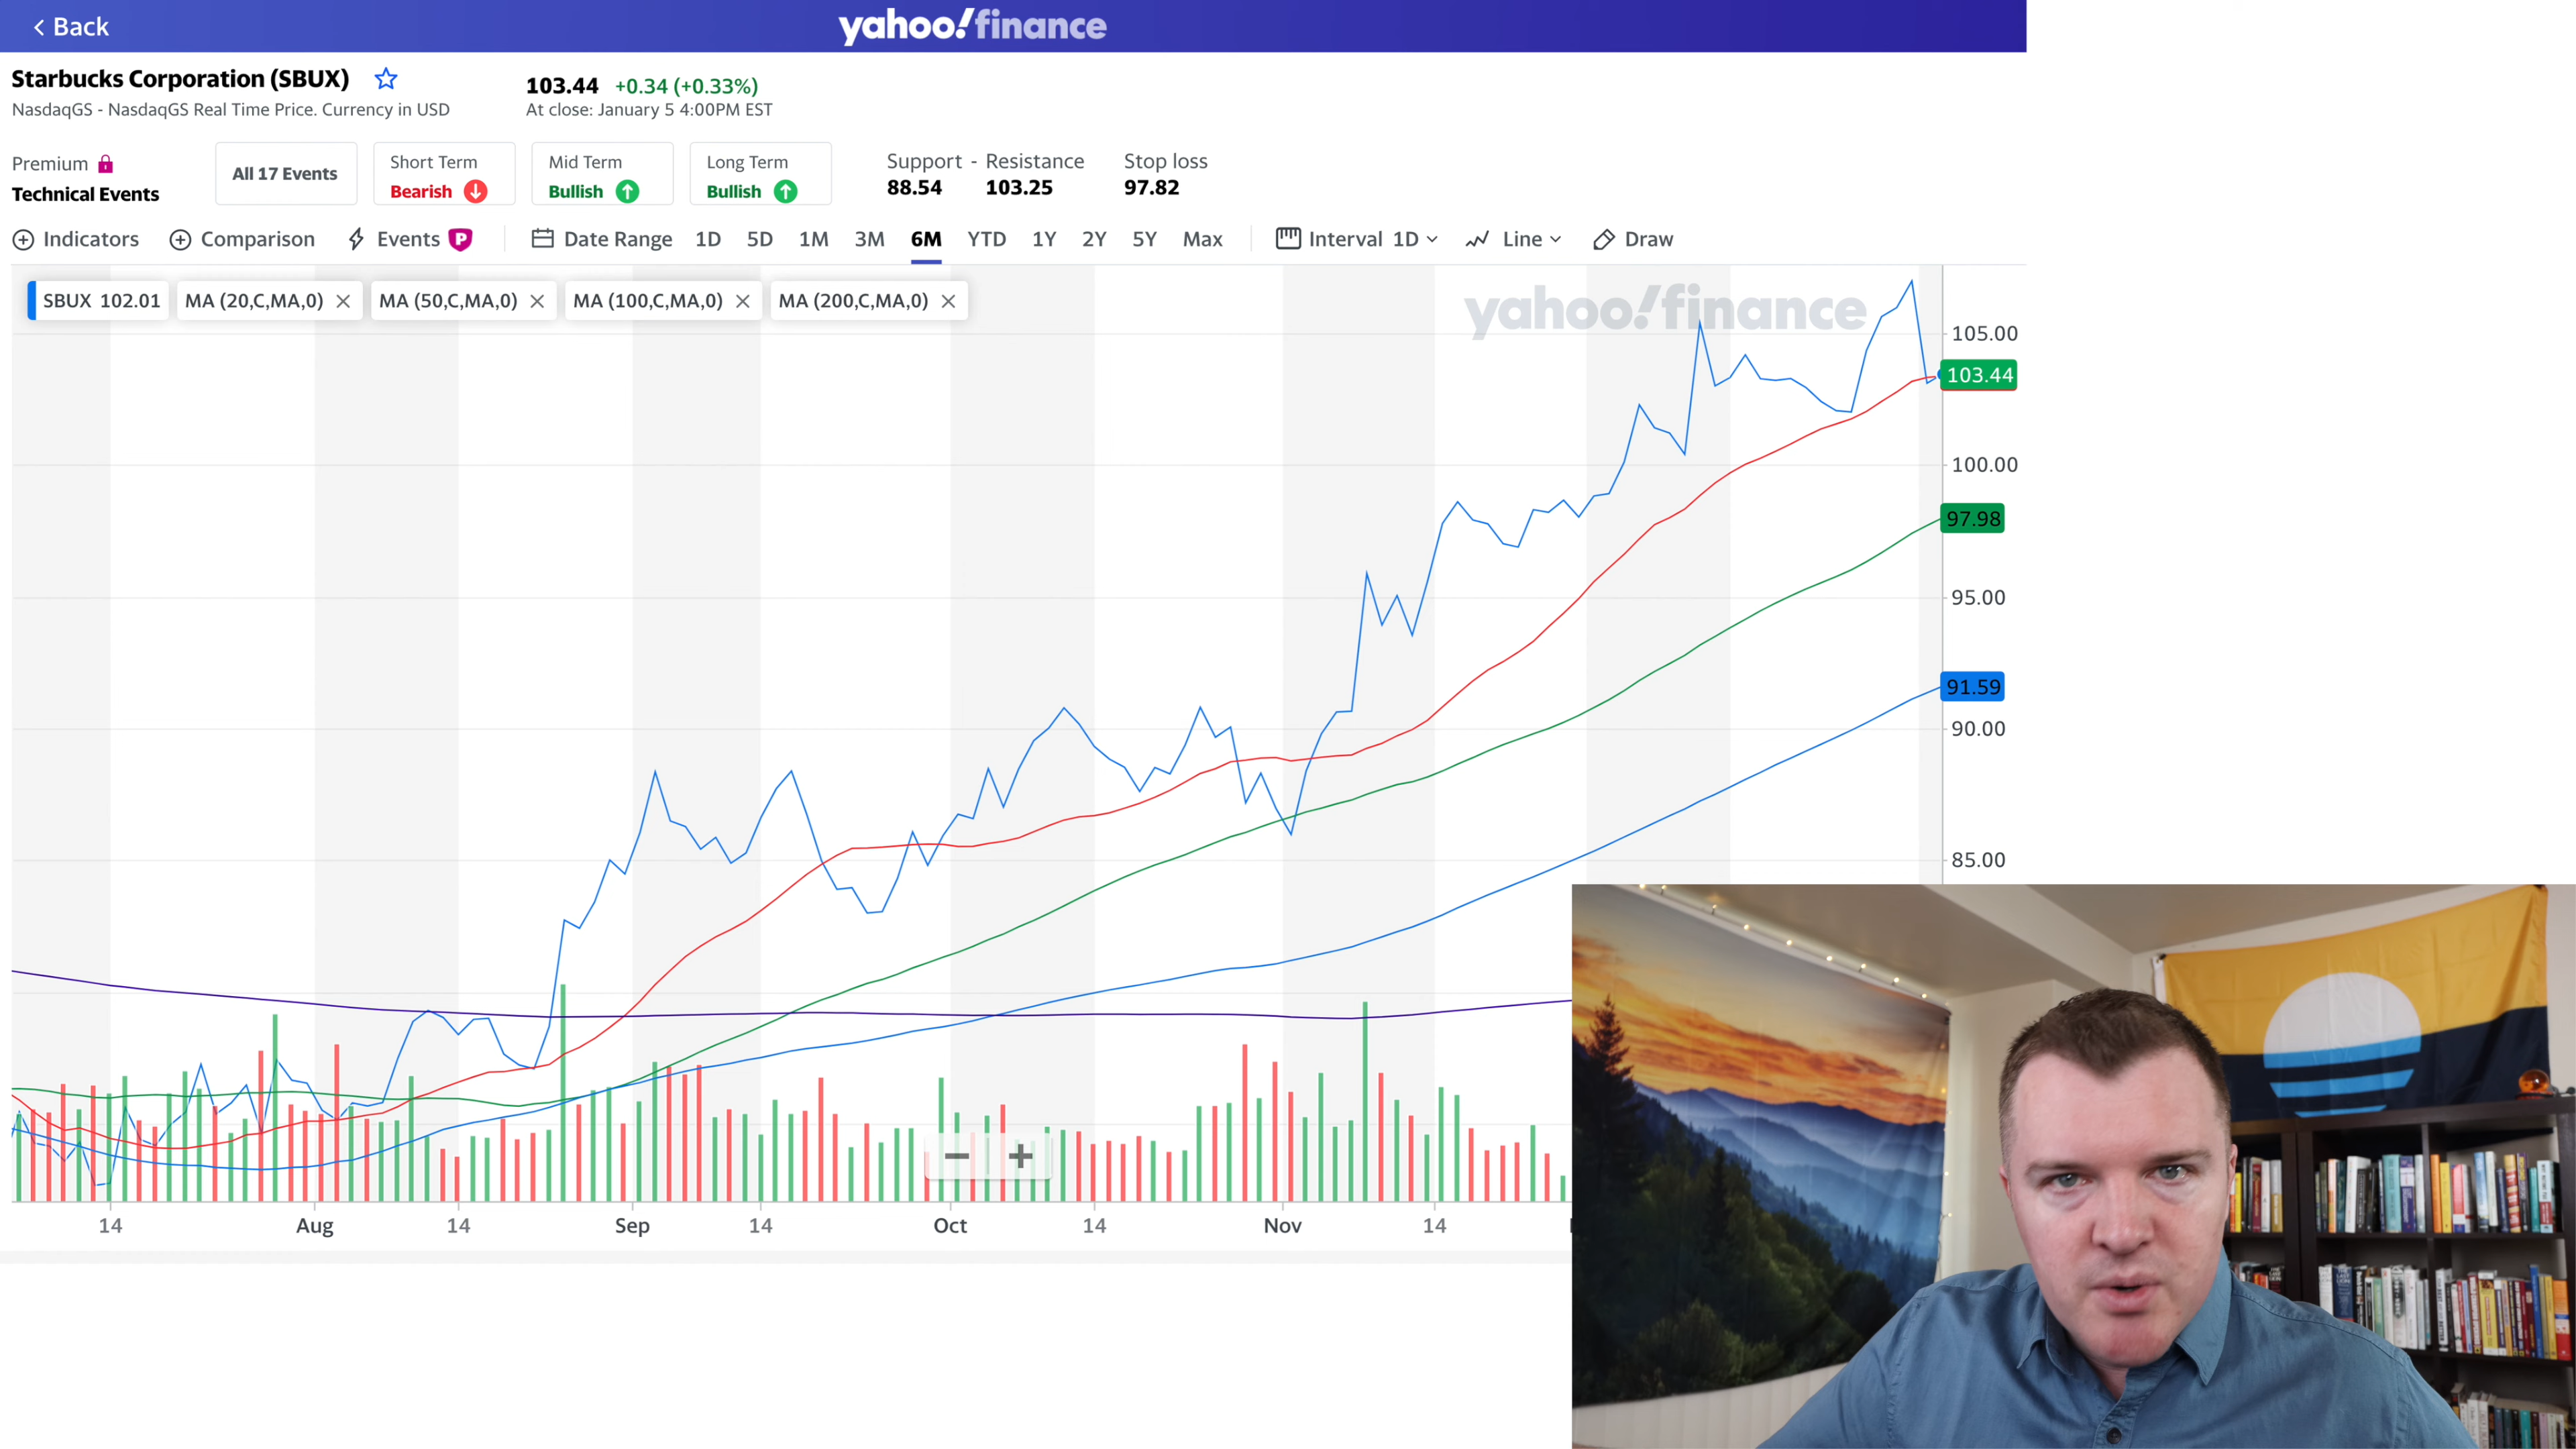 Back
yahoo!finance
Starbucks Corporation (SBUX)
103.44 +0.34 (+0.33%)
NasdaqGS - NasdaqGS Real Time Price. Currency in USD
At close: January 5 4:00PM EST
Premium
Technical Events
All 17 Events
Short Term
Bearish
Mid Term
Bullish
Long Term
Bullish
Support - Resistance
88.54 103.25
Stop loss
97.82
Indicators Comparison Events P Date Range 1D 5D 1M 3M 6M YTD 1Y 2Y 5Y Max Interval 1D Line Draw
SBUX 102.01 MA (20,C,MA,0) MA (50,C,MA,0) MA (100,C,MA,0) MA (200,C,MA,0)
yahoo!finance
105.00
103.44
100.00
97.98
95.00
91.59
90.00
85.00
14 Aug 14 Sep 14 Oct 14 Nov 14